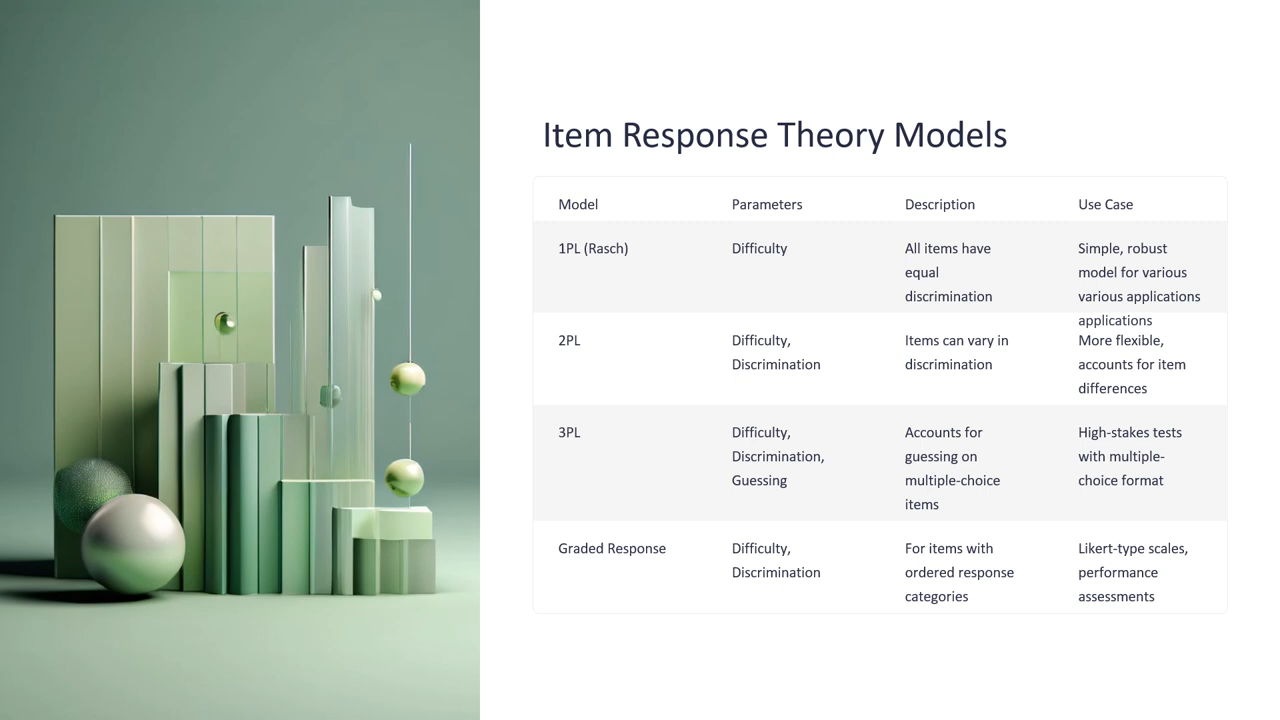 Item Response Theory Models
Model Parameters Description Use Case
1PL (Rasch) Difficulty All items have Simple, robust
equal model for various
discrimination various applications
applications
2PL Difficulty, Items can vary in More flexible,
Discrimination discrimination accounts for item
differences
3PL Difficulty, Accounts for High-stakes tests
Discrimination, guessing on with multiple-
Guessing multiple-choice choice format
items
Graded Response Difficulty, For items with Likert-type scales,
Discrimination ordered response performance
categories assessments